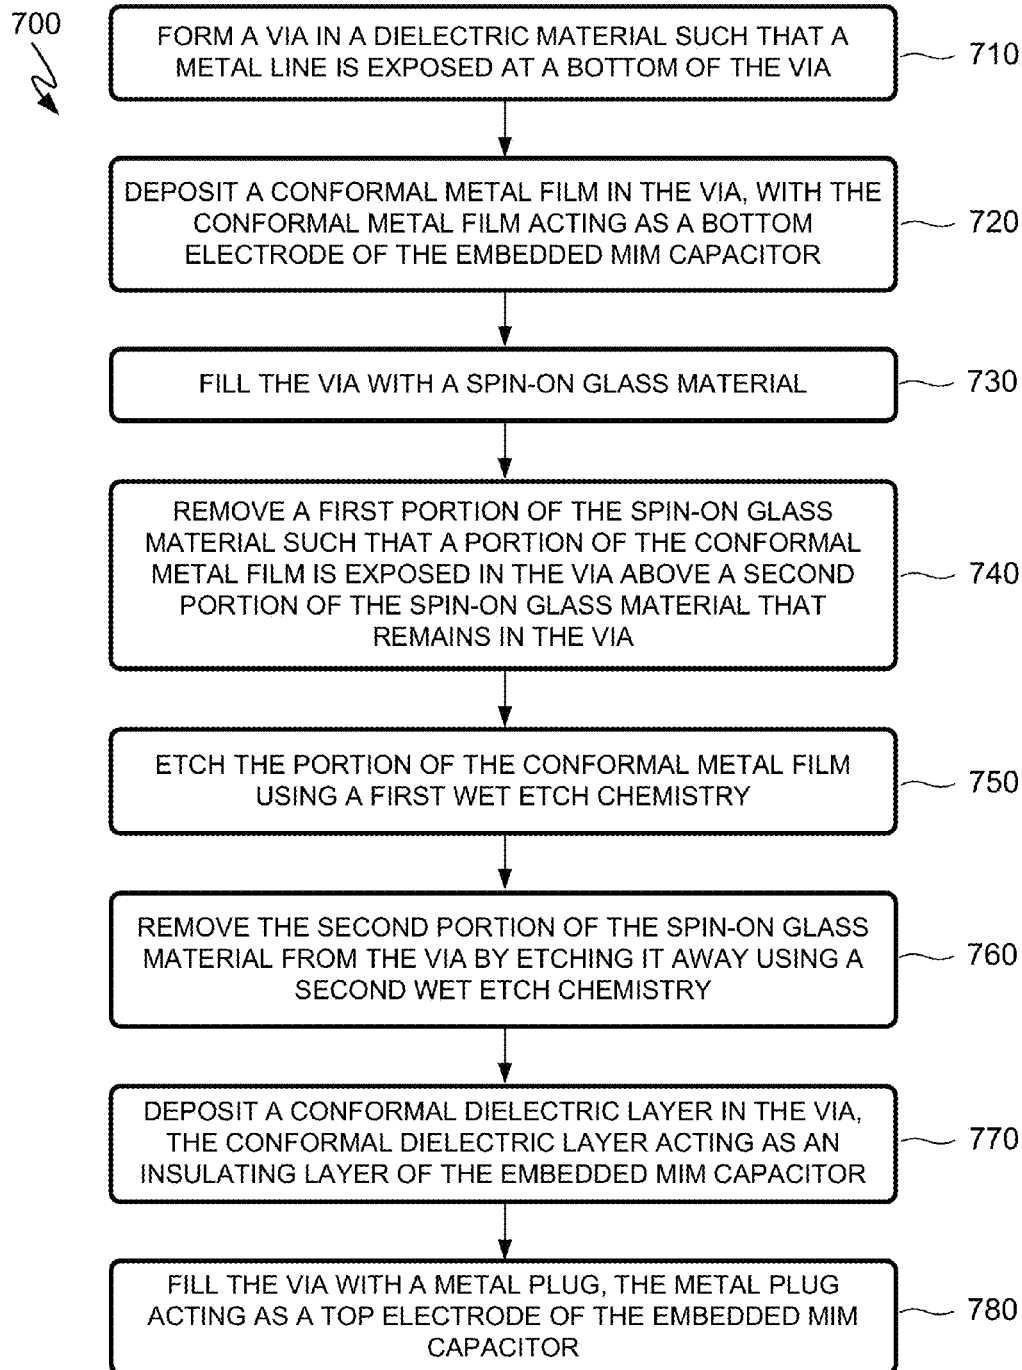 700
FORM A VIA IN A DIELECTRIC MATERIAL SUCH THAT A
METAL LINE IS EXPOSED AT A BOTTOM OF THE VIA
710
DEPOSIT A CONFORMAL METAL FILM IN THE VIA, WITH THE
CONFORMAL METAL FILM ACTING AS A BOTTOM
ELECTRODE OF THE EMBEDDED MIM CAPACITOR
720
FILL THE VIA WITH A SPIN-ON GLASS MATERIAL
730
REMOVE A FIRST PORTION OF THE SPIN-ON GLASS
MATERIAL SUCH THAT A PORTION OF THE CONFORMAL
METAL FILM IS EXPOSED IN THE VIA ABOVE A SECOND
PORTION OF THE SPIN-ON GLASS MATERIAL THAT
REMAINS IN THE VIA
740
ETCH THE PORTION OF THE CONFORMAL METAL FILM
USING A FIRST WET ETCH CHEMISTRY
750
REMOVE THE SECOND PORTION OF THE SPIN-ON GLASS
MATERIAL FROM THE VIA BY ETCHING IT AWAY USING A
SECOND WET ETCH CHEMISTRY
760
DEPOSIT A CONFORMAL DIELECTRIC LAYER IN THE VIA,
THE CONFORMAL DIELECTRIC LAYER ACTING AS AN
INSULATING LAYER OF THE EMBEDDED MIM CAPACITOR
770
FILL THE VIA WITH A METAL PLUG, THE METAL PLUG
ACTING AS A TOP ELECTRODE OF THE EMBEDDED MIM
CAPACITOR
780